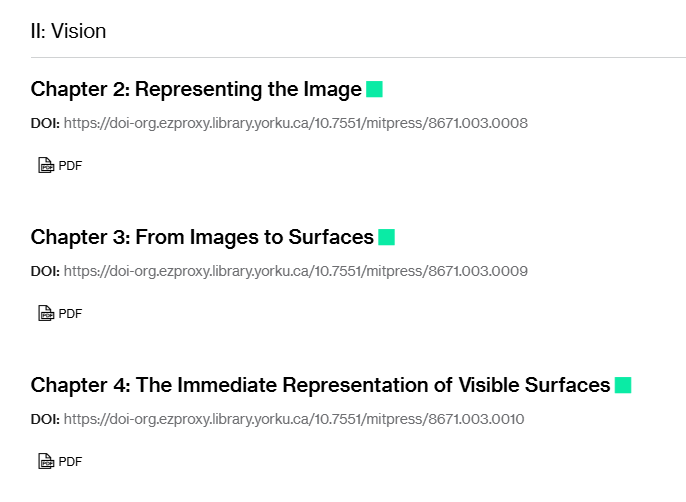 II: Vision
Chapter 2: Representing the Image
DOI: https://doi-org.ezproxy.library.yorku.ca/10.7551/mitpress/8671.003.0008
PDF
Chapter 3: From Images to Surfaces
DOI: https://doi-org.ezproxy.library.yorku.ca/10.7551/mitpress/8671.003.0009
PDF
Chapter 4: The Immediate Representation of Visible Surfaces
DOI: https://doi-org.ezproxy.library.yorku.ca/10.7551/mitpress/8671.003.0010
PDF